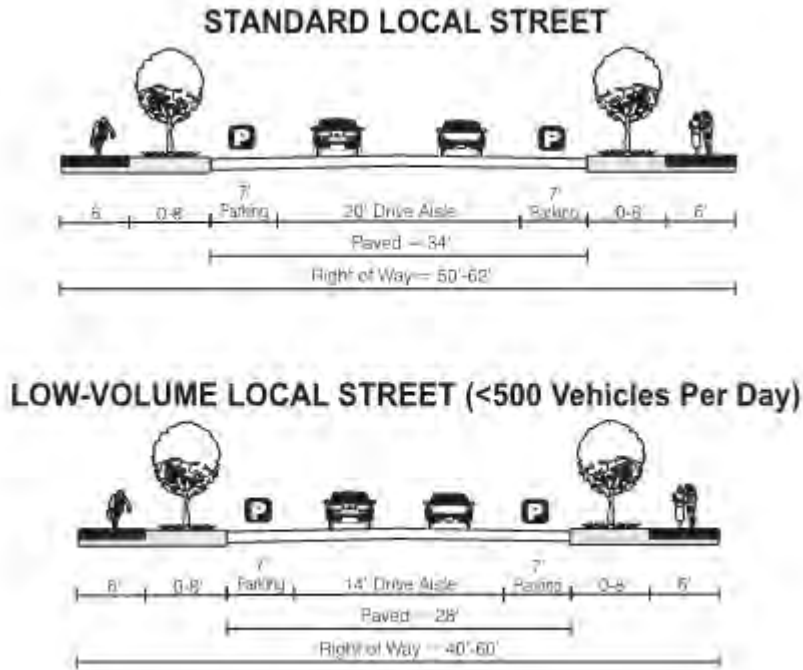 STANDARD LOCAL STREET
P P
7' 7'
6' 0-8' Parking 20' Drive Aisle Parking 0-8' 6'
Paved — 34'
Right of Way — 50'-62'
LOW-VOLUME LOCAL STREET (<500 Vehicles Per Day)
P P
7' 7'
6' 0-8' Parking 14' Drive Aisle Parking 0-8' 6'
Paved — 28'
Right of Way — 40'-60'